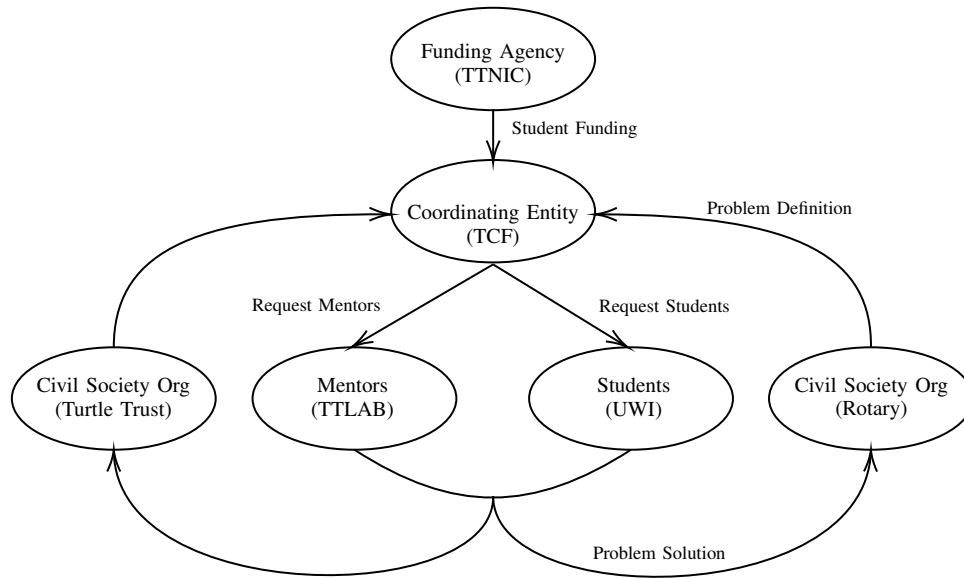 Funding Agency
(TTNIC)
Student Funding
Coordinating Entity
(TCF)
Problem Definition
Request Mentors
Request Students
Civil Society Org
(Turtle Trust)
Mentors
(TTLAB)
Students
(UWI)
Civil Society Org
(Rotary)
Problem Solution